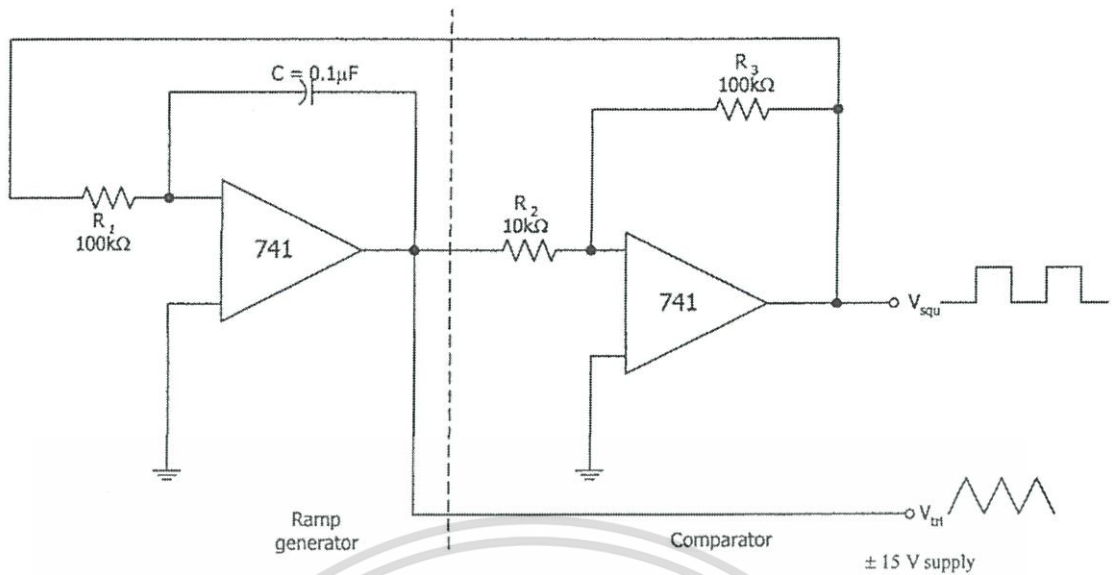 C = 0.1µF
R3
100kΩ
R1
100kΩ
741
R2
10kΩ
741
Vsqu
Vtri
Ramp
generator
Comparator
± 15 V supply